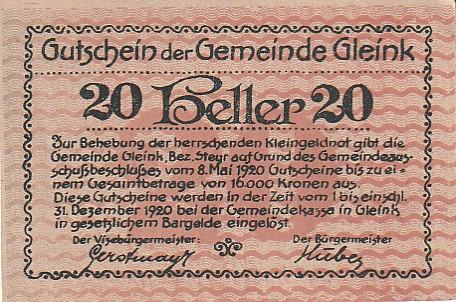 Gutschein der Gemeinde Gleink
20 Heller 20
Zur Behebung der herrschenden Kleingeldnot gibt die
Gemeinde Gleink, Bez. Steyr auf Grund des Gemeindeaus-
schußbeschlußes vom 8. Mai 1920 Gutscheine bis zu ei-
nem Gesamtbetrage von 16.000 Kronen aus.
Diese Gutscheine werden In der Zeit vom 1 bis einschl.
31. Dezember 1920 bei der Gemeindekassa in Gleink
in gesetzlichem Bargelde eingelöst.
Der Vizebürgermeister: Der Bürgermeister
Gerstmayr Huber